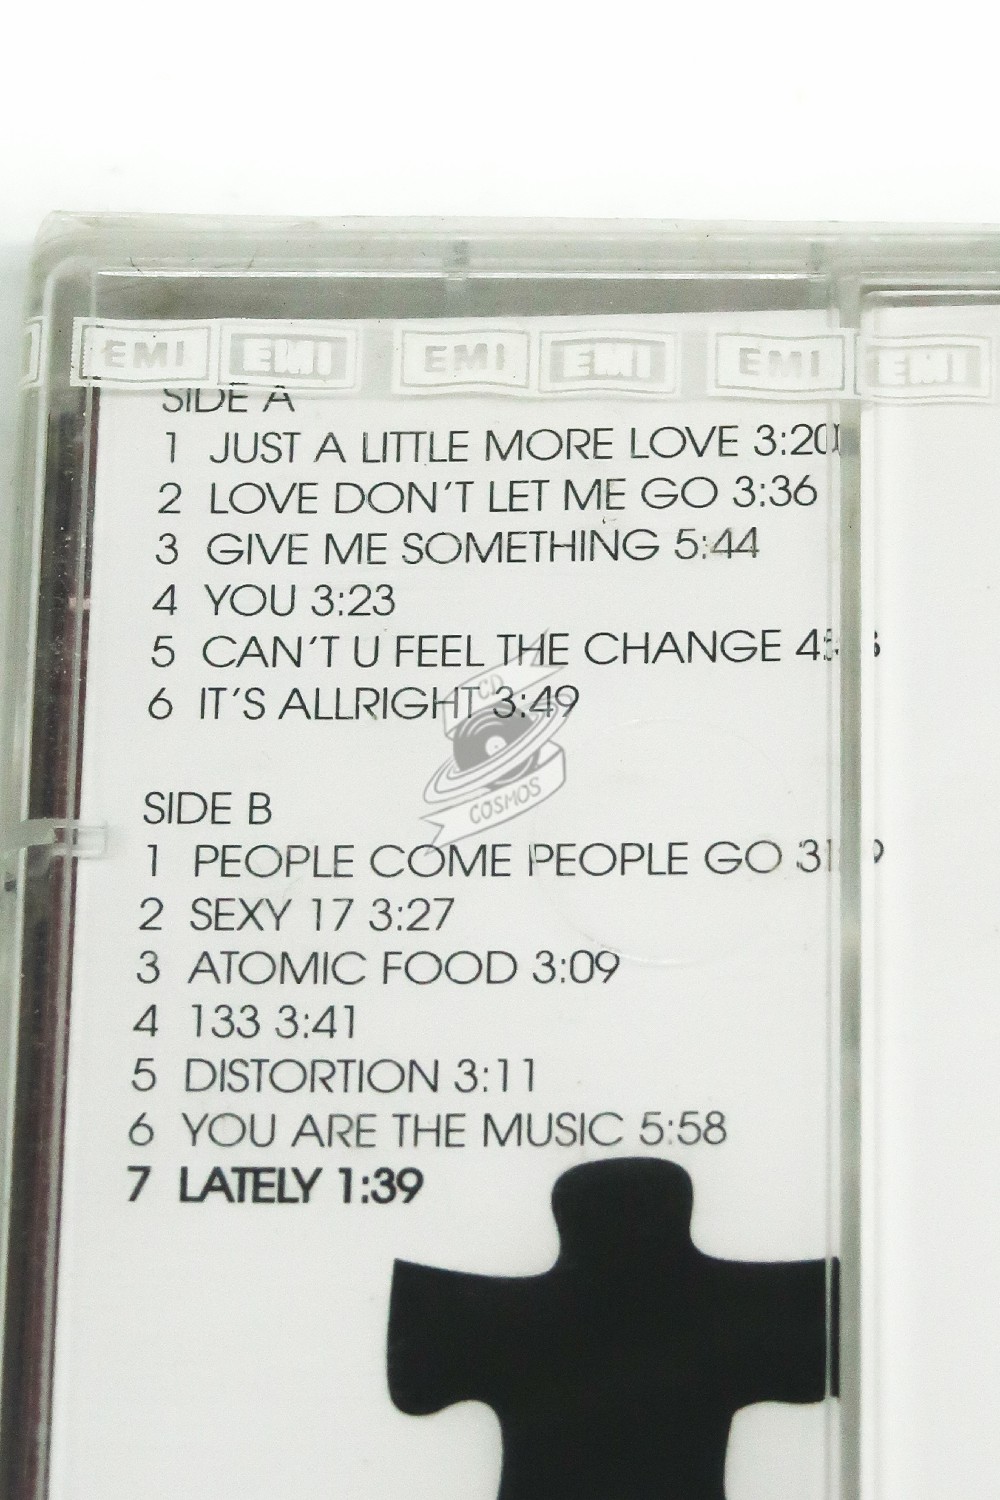 EMI EMI EMI EMI EMI EMI
SIDE A
1 JUST A LITTLE MORE LOVE 3:20
2 LOVE DON'T LET ME GO 3:36
3 GIVE ME SOMETHING 5:44
4 YOU 3:23
5 CAN'T U FEEL THE CHANGE
6 IT'S ALLRIGHT 3:49
CD
COSMOS
SIDE B
1 PEOPLE COME PEOPLE GO
2 SEXY 17 3:27
3 ATOMIC FOOD 3:09
4 133 3:41
5 DISTORTION 3:11
6 YOU ARE THE MUSIC 5:58
7 LATELY 1:39